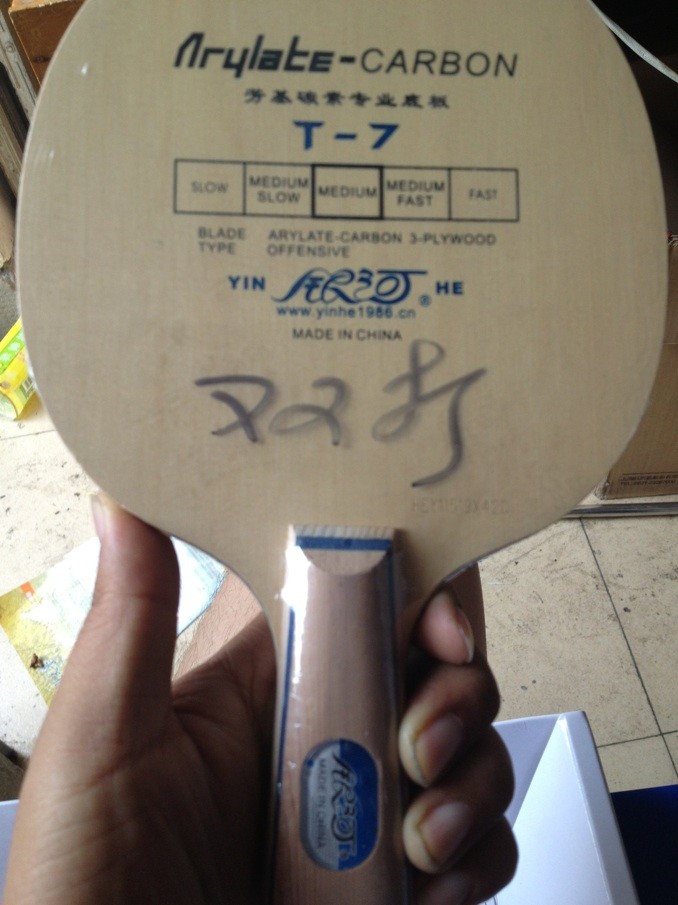 Arylate-CARBON
芳基碳素专业底板
T-7
SLOW MEDIUM SLOW MEDIUM MEDIUM FAST FAST
BLADE TYPE ARYLATE-CARBON 3-PLYWOOD OFFENSIVE
YIN 银河® HE
www.yinhe1986.cn
MADE IN CHINA
双打
银河
MADE IN CHINA